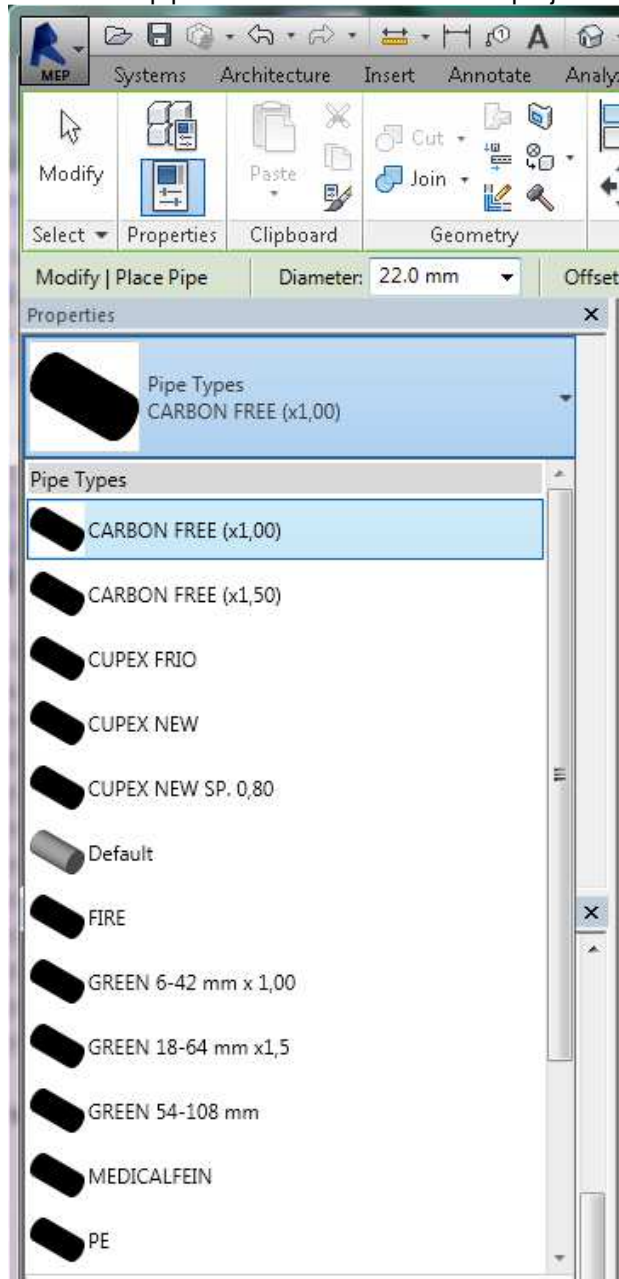 MEP Systems Architecture Insert Annotate Analy
Modify
Paste
Cut
Join
Select Properties Clipboard Geometry
Modify | Place Pipe Diameter: 22.0 mm Offset
Properties
Pipe Types
CARBON FREE (x1,00)
Pipe Types
CARBON FREE (x1,00)
CARBON FREE (x1,50)
CUPEX FRIO
CUPEX NEW
CUPEX NEW SP. 0,80
Default
FIRE
GREEN 6-42 mm x 1,00
GREEN 18-64 mm x1,5
GREEN 54-108 mm
MEDICALFEIN
PE